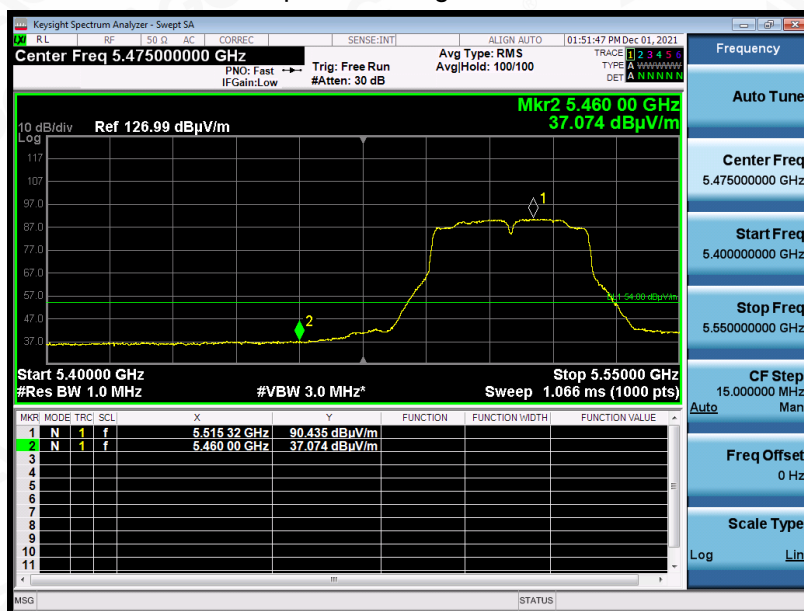 Keysight Spectrum Analyzer - Swept SA
LXI RL RF 50 Ω AC CORREC SENSE:INT ALIGN AUTO 01:51:47 PM Dec 01, 2021
Center Freq 5.475000000 GHz
PNO: Fast
IFGain:Low
Trig: Free Run
#Atten: 30 dB
Avg Type: RMS
Avg|Hold: 100/100
TRACE 1 2 3 4 5 6
TYPE A WWWWW
DET A N N N N N
Mkr2 5.460 00 GHz
37.074 dBµV/m
10 dB/div Ref 126.99 dBµV/m
Log
117
107
97.0
87.0
77.0
67.0
57.0
47.0
37.0
1
2
DL1 54.00 dBµV/m
Start 5.40000 GHz Stop 5.55000 GHz
#Res BW 1.0 MHz #VBW 3.0 MHz* Sweep 1.066 ms (1000 pts)
MKR MODE TRC SCL X Y FUNCTION FUNCTION WIDTH FUNCTION VALUE
1 N 1 f 5.515 32 GHz 90.435 dBµV/m
2 N 1 f 5.460 00 GHz 37.074 dBµV/m
3
4
5
6
7
8
9
10
11
MSG STATUS
Frequency
Auto Tune
Center Freq
5.475000000 GHz
Start Freq
5.400000000 GHz
Stop Freq
5.550000000 GHz
CF Step
15.000000 MHz
Auto Man
Freq Offset
0 Hz
Scale Type
Log Lin